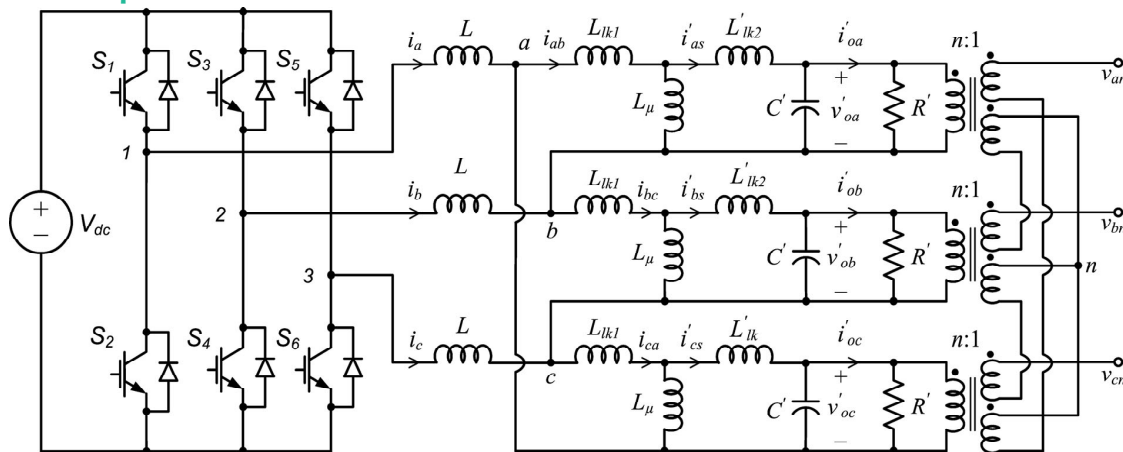 S1 S3 S5
ia L a iab Llk1 i'as L'lk2 i'oa n:1
van
Lμ C' + v'oa − R'
1
Vdc + −
2
ib L b Llk1 ibc i'bs L'lk2 i'ob n:1
vbn
Lμ C' + v'ob − R'
n
3
S2 S4 S6
ic L c Llk1 ica i'cs L'lk i'oc n:1
vcn
Lμ C' + v'oc − R'